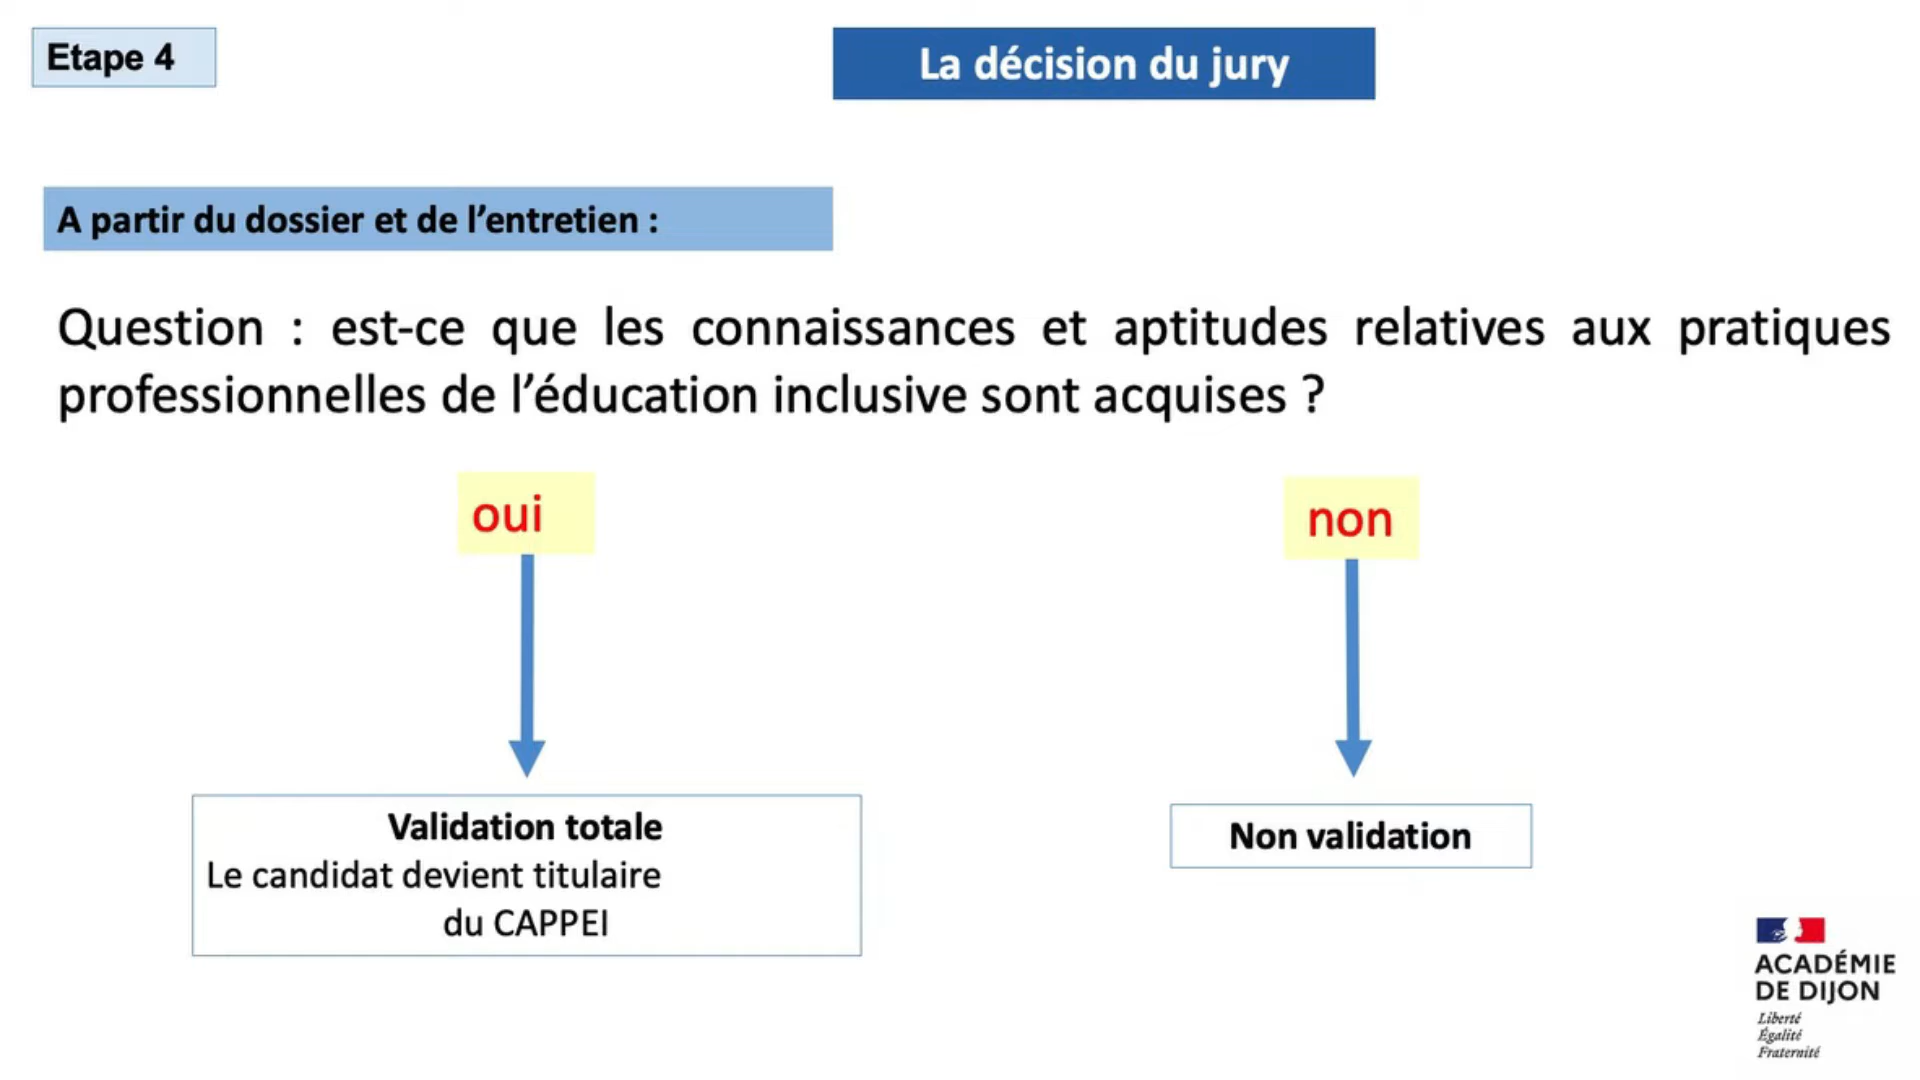 Etape 4
La décision du jury
A partir du dossier et de l’entretien :
Question : est-ce que les connaissances et aptitudes relatives aux pratiques
professionnelles de l’éducation inclusive sont acquises ?
oui
non
Validation totale
Le candidat devient titulaire
du CAPPEI
Non validation
ACADÉMIE
DE DIJON
Liberté
Égalité
Fraternité